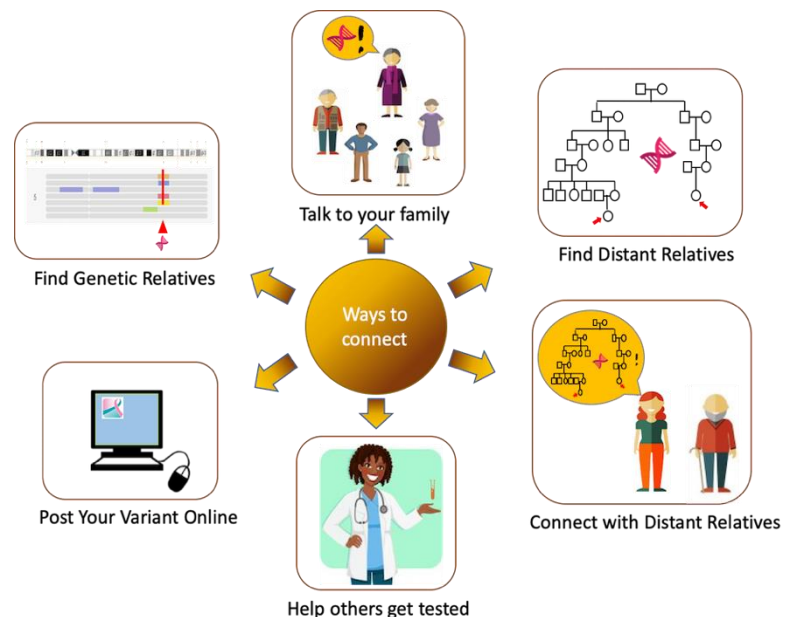 Talk to your family
Find Distant Relatives
Find Genetic Relatives
Ways to
connect
Post Your Variant Online
Connect with Distant Relatives
Help others get tested